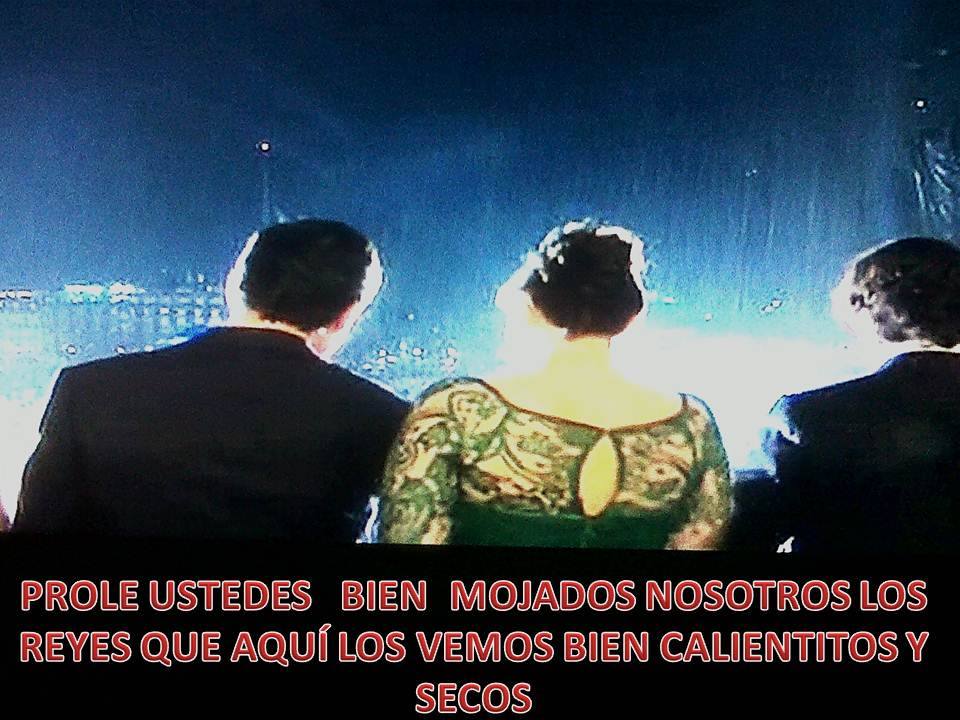 PROLE USTEDES BIEN MOJADOS NOSOTROS LOS
REYES QUE AQUÍ LOS VEMOS BIEN CALIENTITOS Y
SECOS